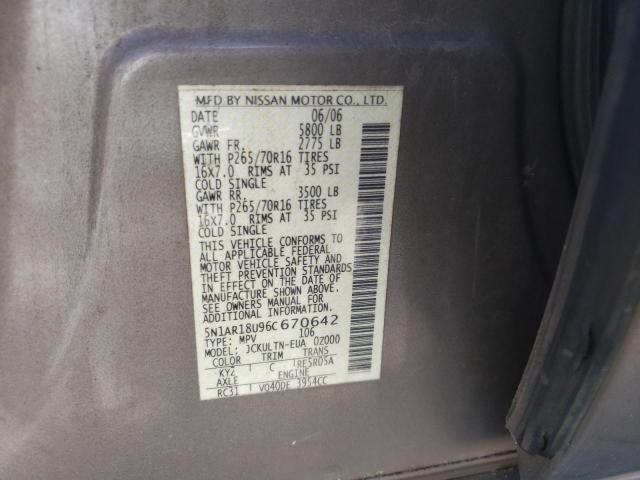 MFD BY NISSAN MOTOR CO., LTD.
DATE 06/06
GVWR 5800 LB
GAWR FR. 2775 LB
WITH P265/70R16 TIRES
16X7.0 RIMS AT 35 PSI
COLD SINGLE
GAWR RR. 3500 LB
WITH P265/70R16 TIRES
16X7.0 RIMS AT 35 PSI
COLD SINGLE
THIS VEHICLE CONFORMS TO
ALL APPLICABLE FEDERAL
MOTOR VEHICLE SAFETY AND
THEFT PREVENTION STANDARDS
IN EFFECT ON THE DATE OF
MANUFACTURE SHOWN ABOVE.
SEE OWNERS MANUAL FOR
ADDITIONAL INFORMATION.
5N1AR18U96C670642
TYPE: MPV 106
MODEL: JCKULTN-EUA 0Z000
COLOR TRIM TRANS
KY2 C RE5R05A
AXLE ENGINE
RC31 VQ40DE 3954CC